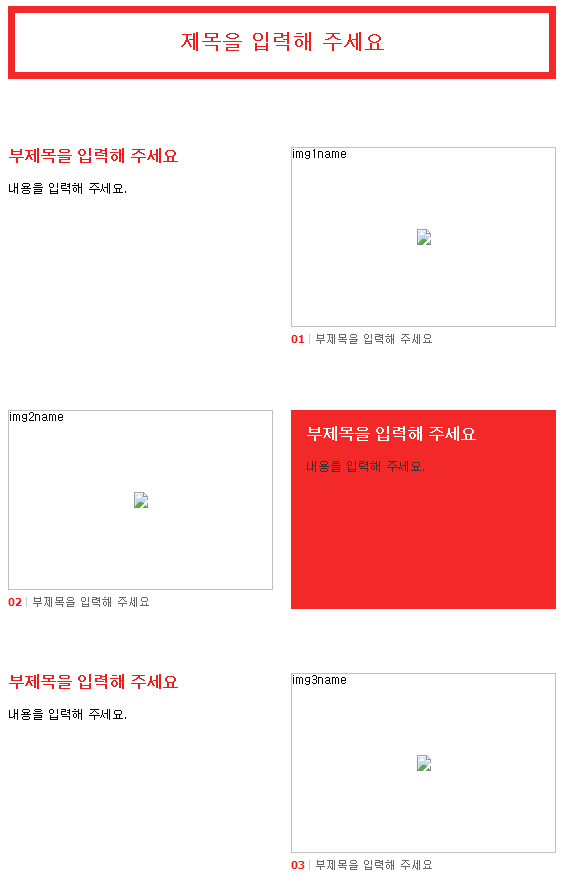 제목을 입력해 주세요
부제목을 입력해 주세요
내용을 입력해 주세요.
img1name
01 | 부제목을 입력해 주세요
img2name
02 | 부제목을 입력해 주세요
부제목을 입력해 주세요
내용을 입력해 주세요.
부제목을 입력해 주세요
내용을 입력해 주세요.
img3name
03 | 부제목을 입력해 주세요